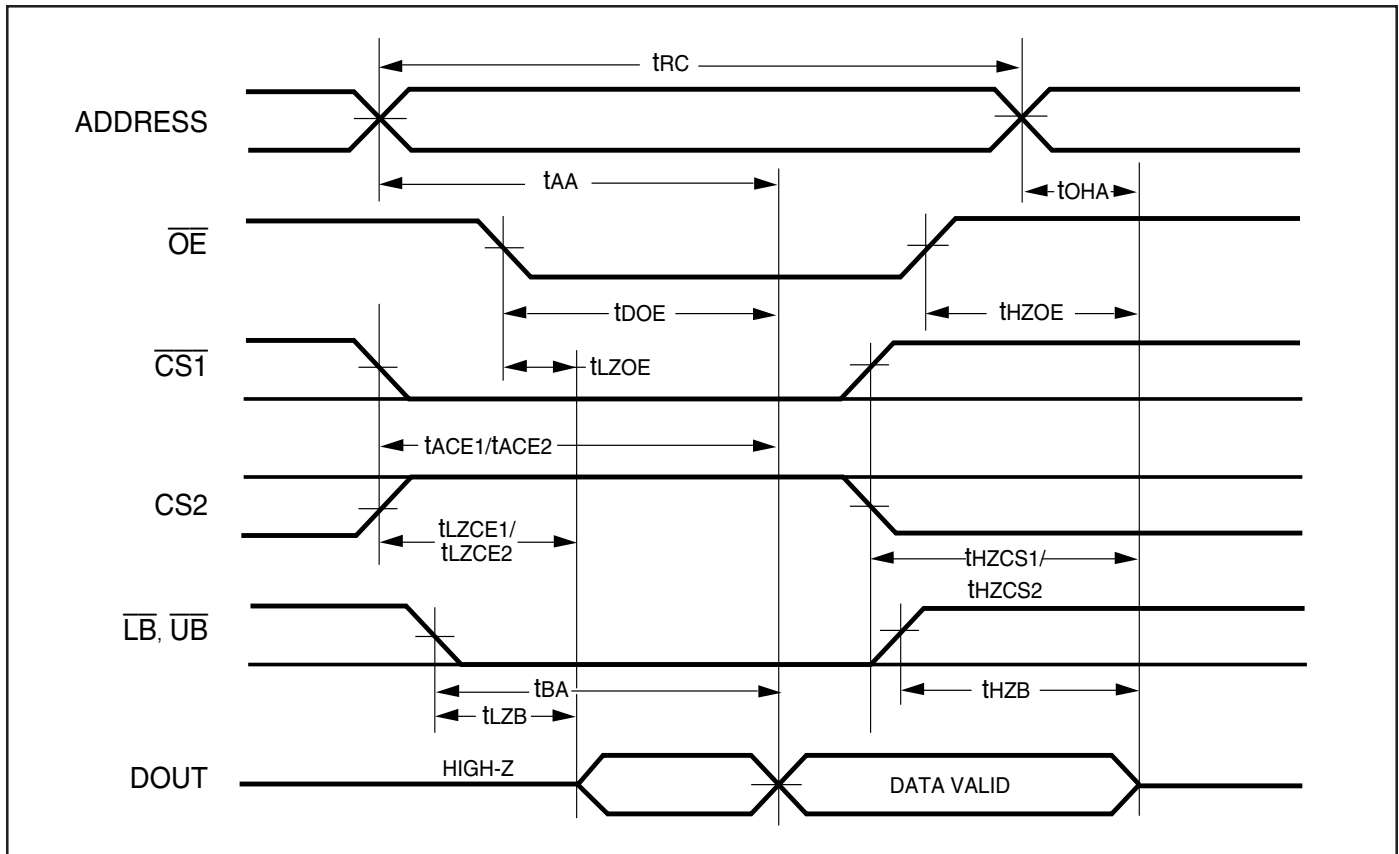 tRC
ADDRESS
tAA
tOHA
OE
tDOE
tHZOE
CS1
tLZOE
tACE1/tACE2
CS2
tLZCE1/
tLZCE2
tHZCS1/
tHZCS2
LB, UB
tBA
tHZB
tLZB
HIGH-Z
DOUT
DATA VALID